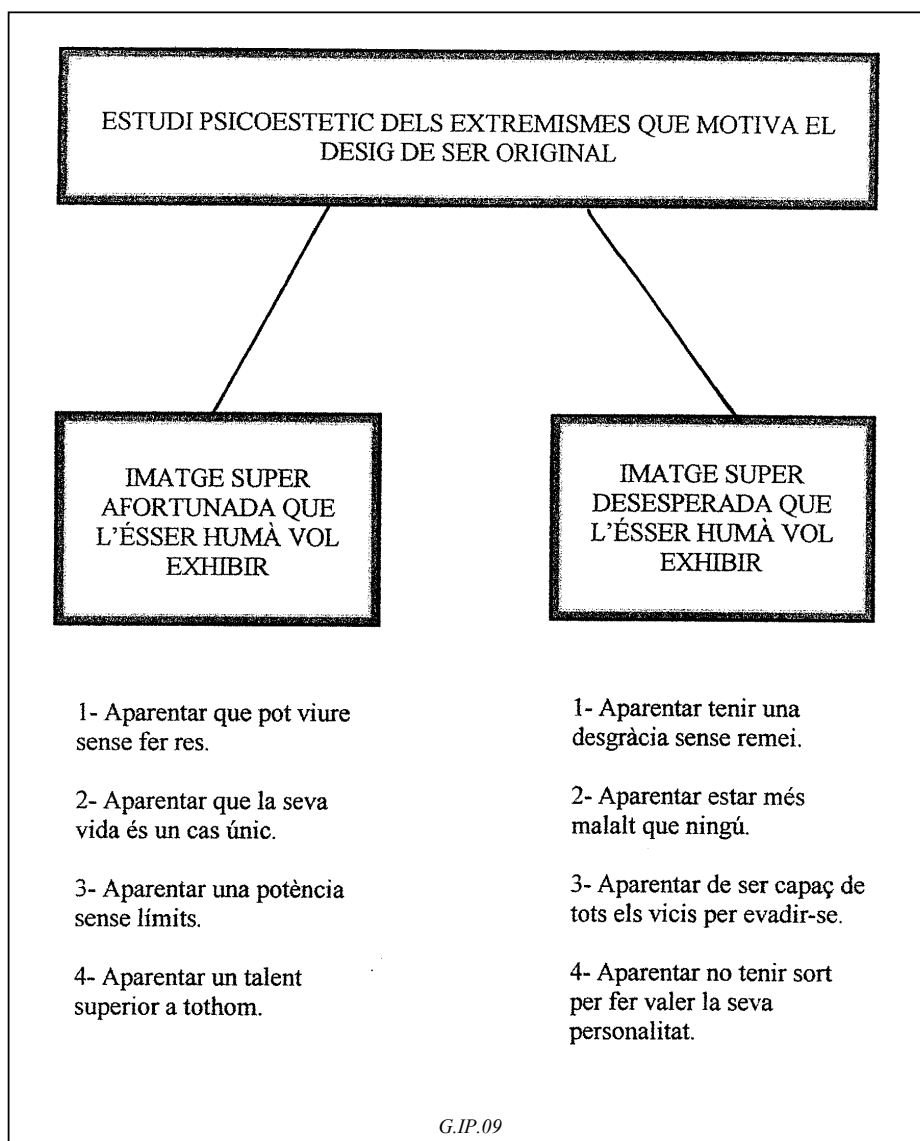 ESTUDI PSICOESTETIC DELS EXTREMISMES QUE MOTIVA EL
DESIG DE SER ORIGINAL
IMATGE SUPER
AFORTUNADA QUE
L'ÉSSER HUMÀ VOL
EXHIBIR
1- Aparentar que pot viure
sense fer res.
2- Aparentar que la seva
vida és un cas únic.
3- Aparentar una potència
sense límits.
4- Aparentar un talent
superior a tothom.
IMATGE SUPER
DESESPERADA QUE
L'ÉSSER HUMÀ VOL
EXHIBIR
1- Aparentar tenir una
desgràcia sense remei.
2- Aparentar estar més
malalt que ningú.
3- Aparentar de ser capaç de
tots els vicis per evadir-se.
4- Aparentar no tenir sort
per fer valer la seva
personalitat.
G.IP.09